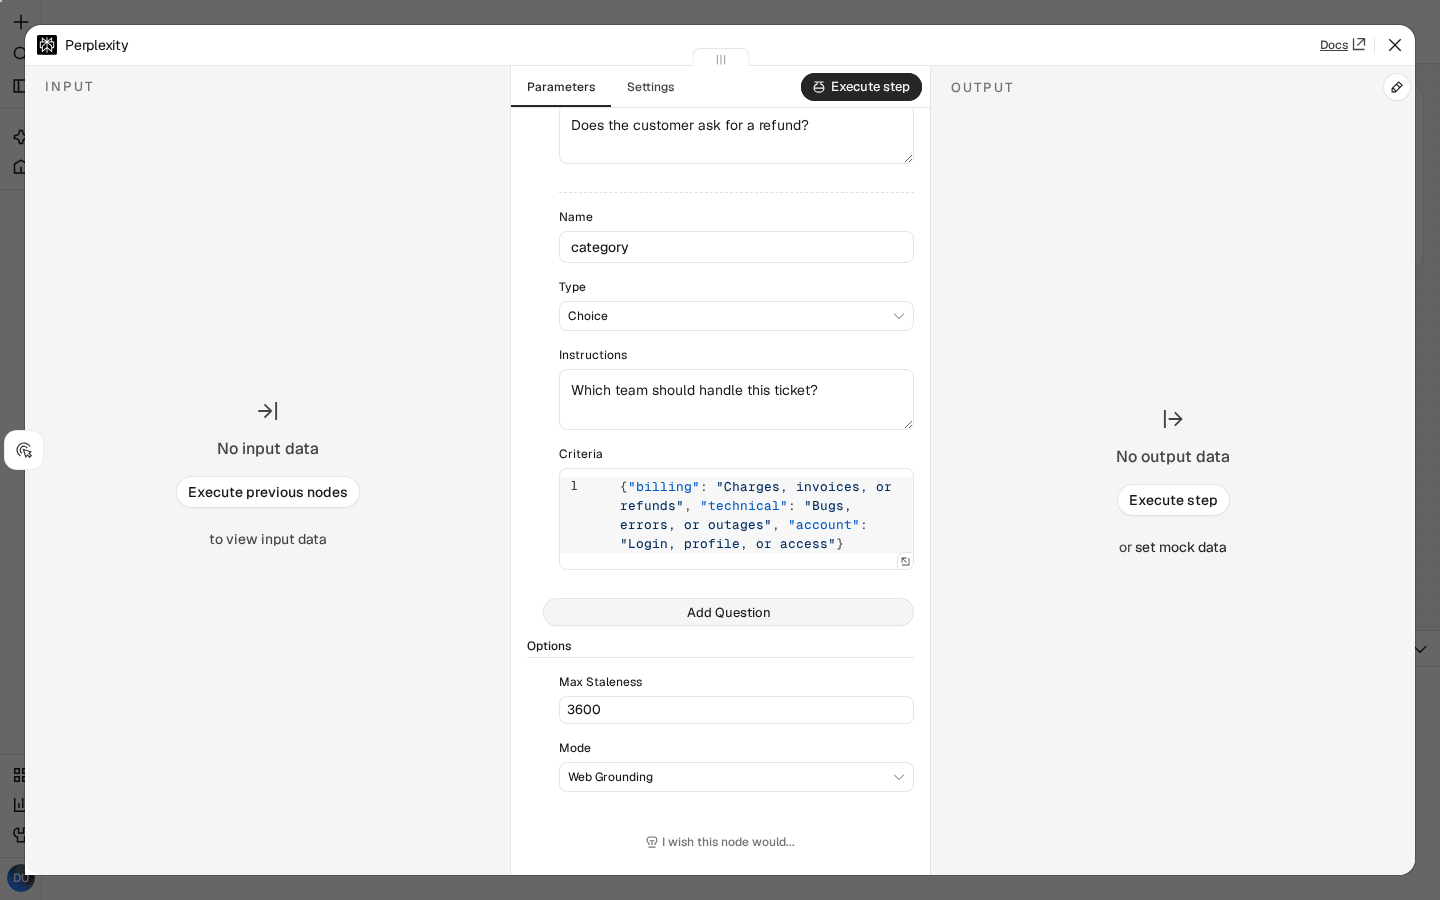 Perplexity
Docs
INPUT
Parameters
Settings
Execute step
OUTPUT
Does the customer ask for a refund?
Name
category
Type
Choice
Instructions
Which team should handle this ticket?
Criteria
1
{"billing": "Charges, invoices, or
refunds", "technical": "Bugs,
errors, or outages", "account":
"Login, profile, or access"}
Add Question
Options
Max Staleness
3600
Mode
Web Grounding
I wish this node would...
No input data
Execute previous nodes
to view input data
No output data
Execute step
or set mock data
DU